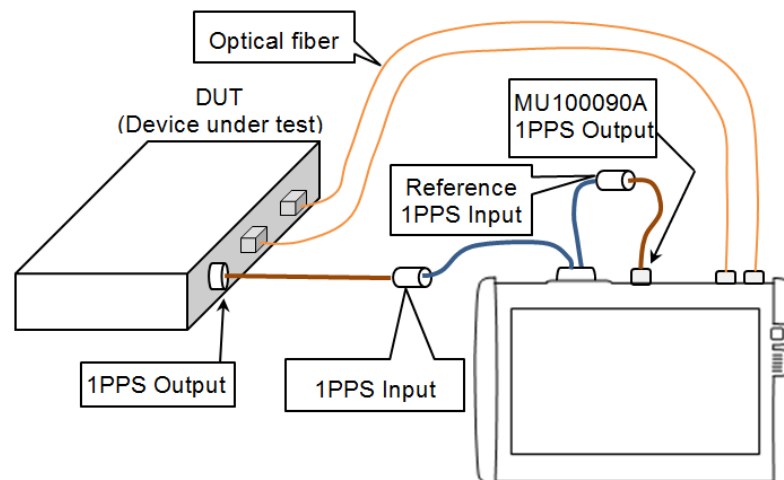 Optical fiber
DUT
(Device under test)
MU100090A
1PPS Output
Reference
1PPS Input
1PPS Output
1PPS Input